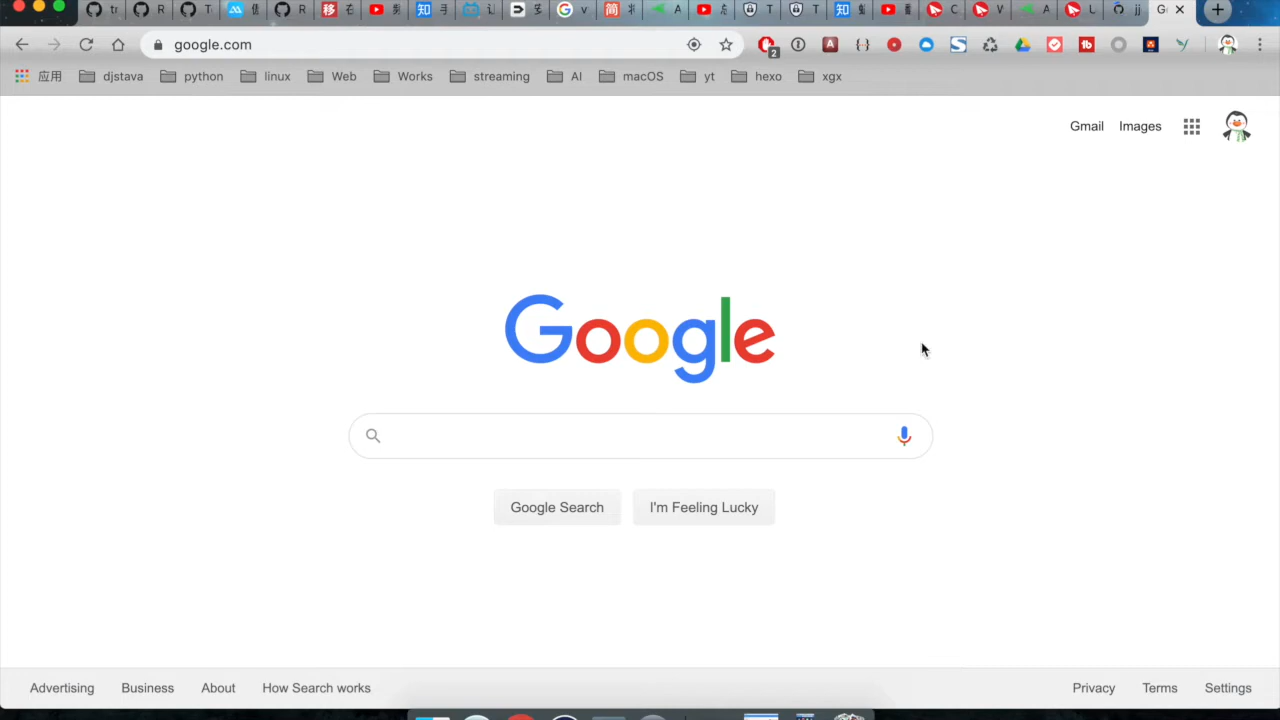 google.com
应用 djstava python linux Web Works streaming AI macOS yt hexo xgx
Gmail Images
Google
Google Search I'm Feeling Lucky
Advertising Business About How Search works Privacy Terms Settings